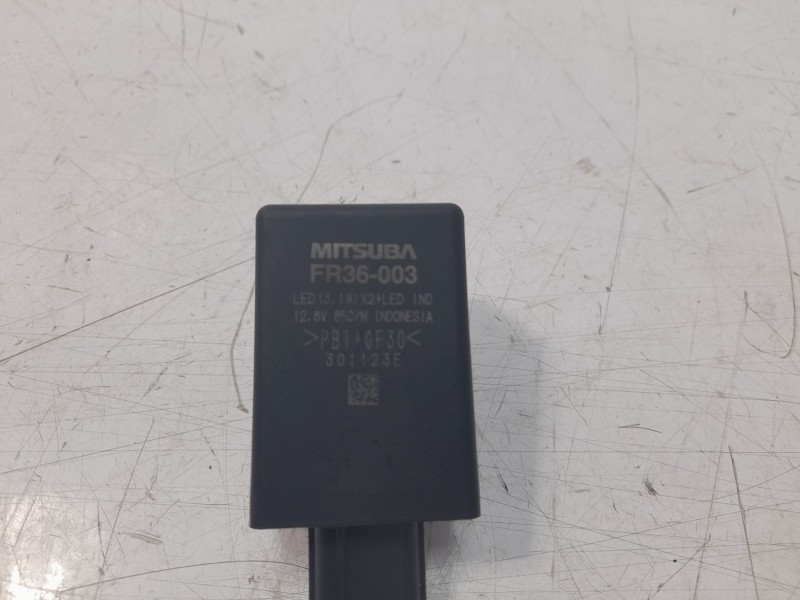 MITSUBA
FR36-003
LED(3.1W)X2+LED IND
12.8V 85C/M INDONESIA
>PBT+GF30<
301123E